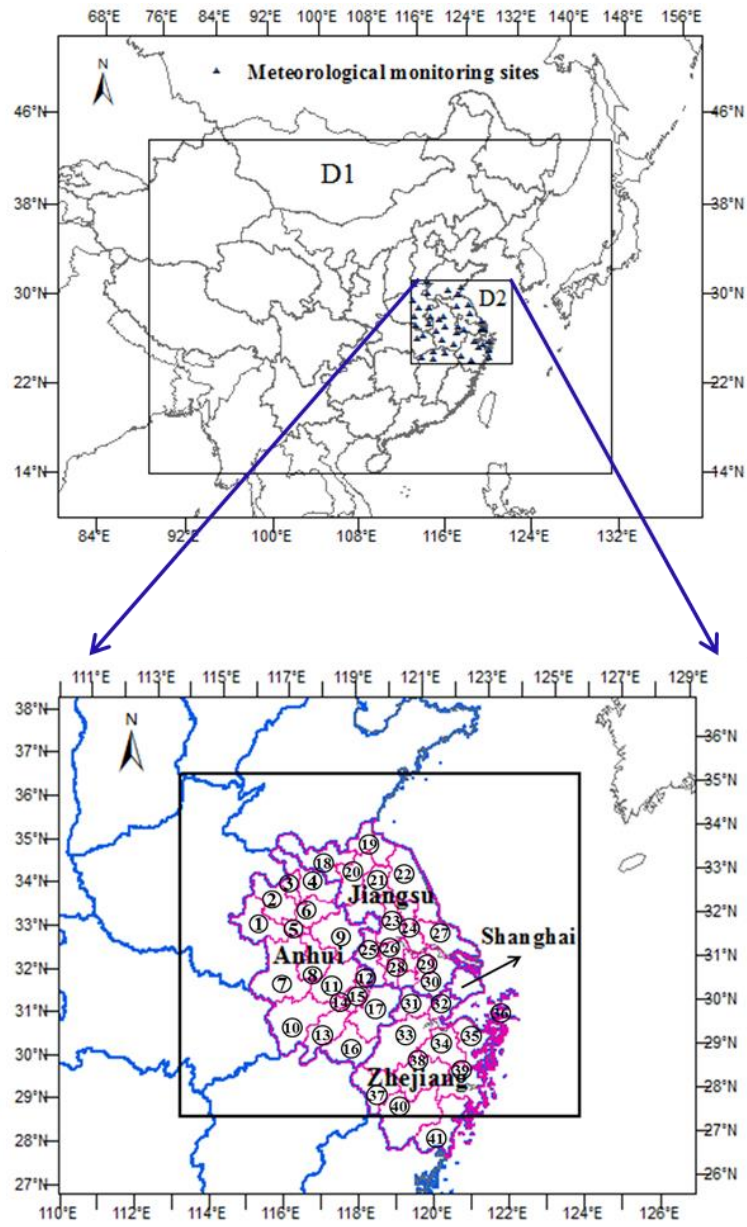 68°E 76°E 84°E 92°E 100°E 108°E 116°E 124°E 132°E 140°E 148°E 156°E
N
Meteorological monitoring sites
46°N 46°N
D1
38°N 38°N
30°N D2 30°N
22°N 22°N
14°N 14°N
84°E 92°E 100°E 108°E 116°E 124°E 132°E
111°E 113°E 115°E 117°E 119°E 121°E 123°E 125°E 127°E 129°E
38°N
N
36°N
37°N
35°N
36°N
34°N
35°N
19
33°N
18 20 22
34°N
3 4 21
Jiangsu
2
32°N
6
33°N
1 5 23 24 27
9
Shanghai
31°N
Anhui
25 26
32°N
8 12 28 29
7 11 30
30°N
15
31°N
14 17 31 32 36
10 13 33 34 35
29°N
30°N
16
38 39
28°N
Zhejiang
29°N
37 40
27°N
28°N
41
26°N
27°N
110°E 112°E 114°E 116°E 118°E 120°E 122°E 124°E 126°E